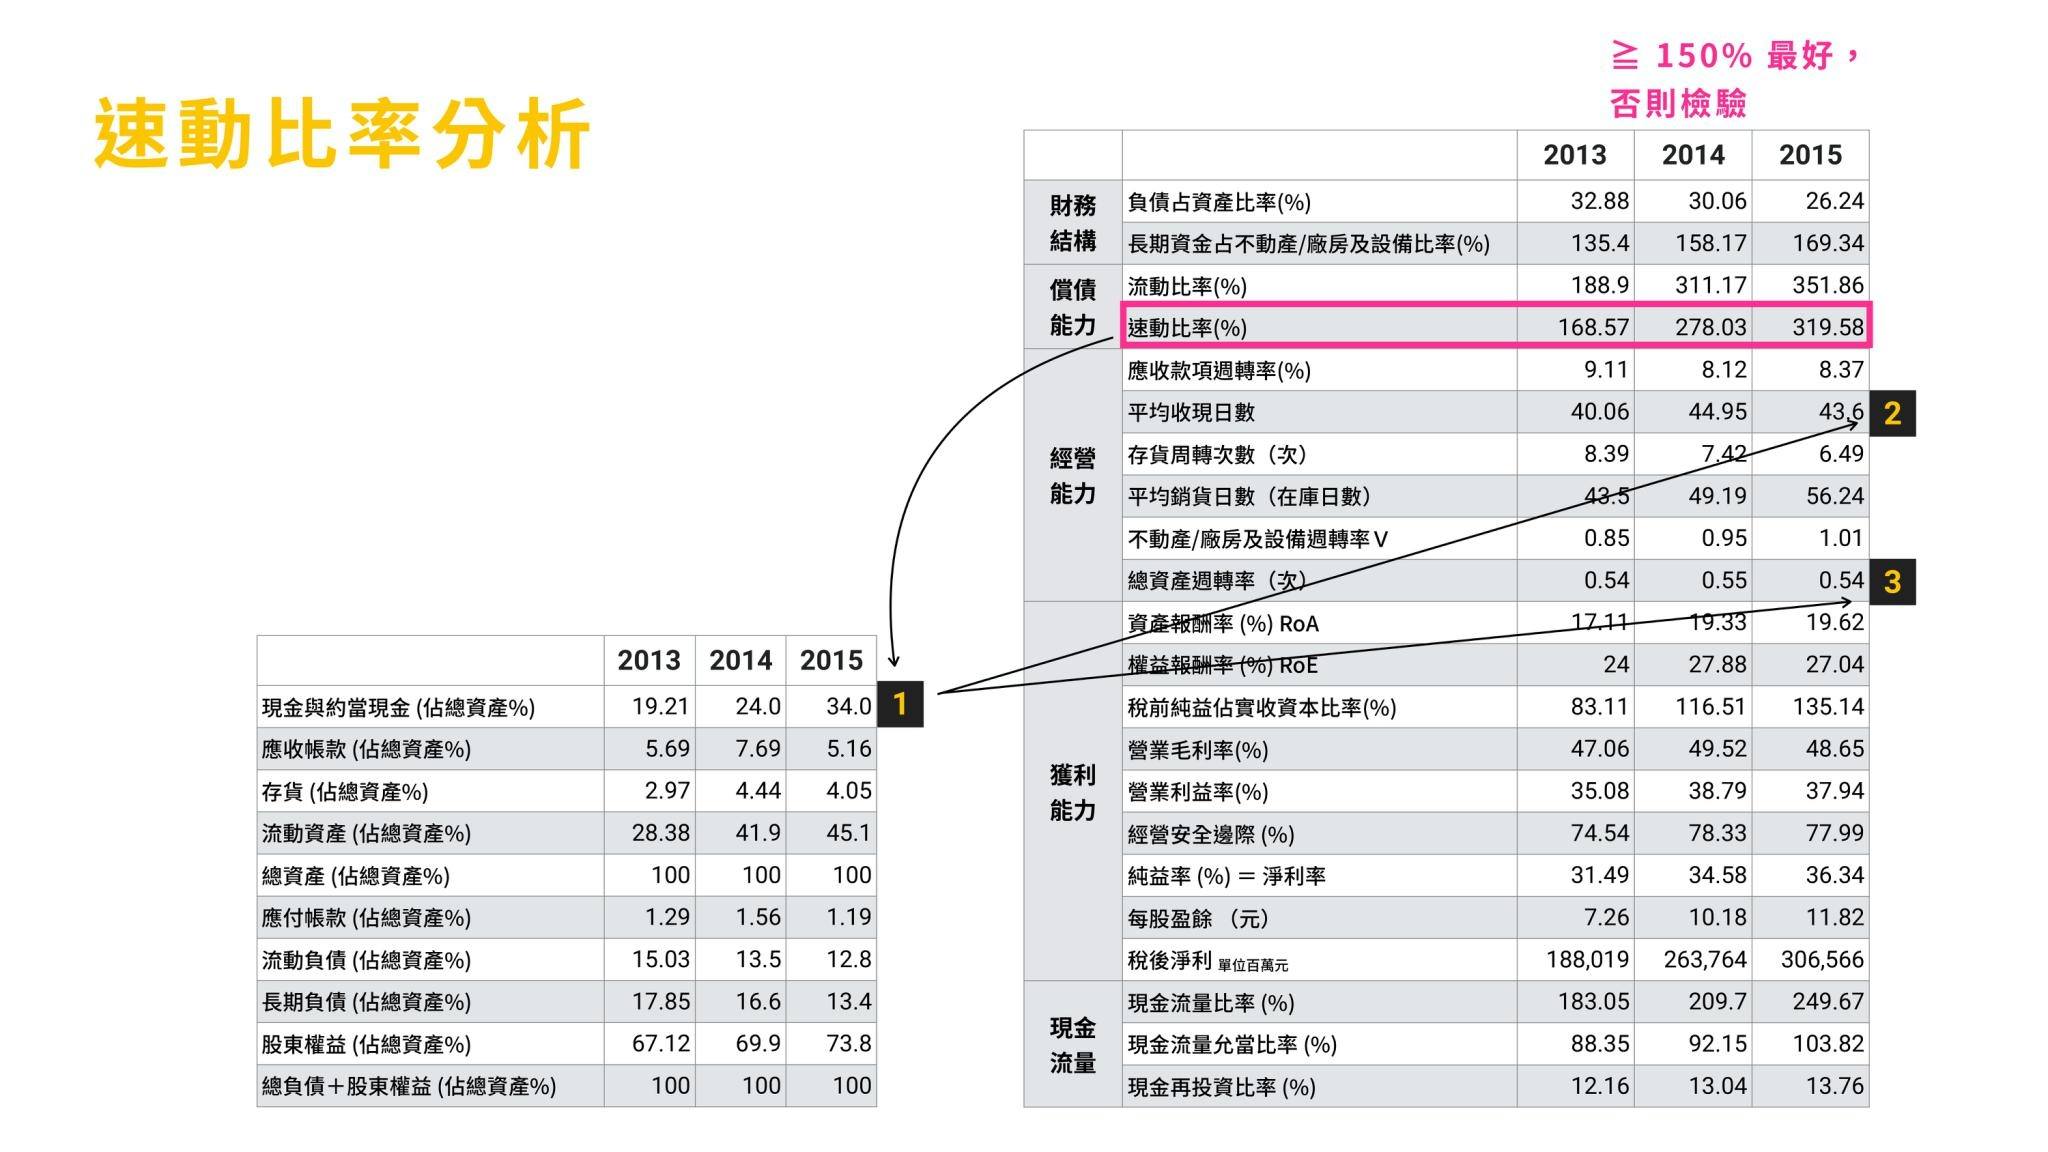 速動比率分析
≧ 150% 最好，
否則檢驗
2013 2014 2015
財務
結構
負債占資產比率(%) 32.88 30.06 26.24
長期資金占不動產/廠房及設備比率(%) 135.4 158.17 169.34
償債
能力
流動比率(%) 188.9 311.17 351.86
速動比率(%) 168.57 278.03 319.58
經營
能力
應收款項週轉率(%) 9.11 8.12 8.37
平均收現日數 40.06 44.95 43.6 2
存貨周轉次數（次） 8.39 7.42 6.49
平均銷貨日數（在庫日數） 43.5 49.19 56.24
不動產/廠房及設備週轉率V 0.85 0.95 1.01
總資產週轉率（次） 0.54 0.55 0.54 3
獲利
能力
資產報酬率 (%) RoA 17.11 19.33 19.62
權益報酬率 (%) RoE 24 27.88 27.04
稅前純益佔實收資本比率(%) 83.11 116.51 135.14
營業毛利率(%) 47.06 49.52 48.65
營業利益率(%) 35.08 38.79 37.94
經營安全邊際 (%) 74.54 78.33 77.99
純益率 (%) ＝ 淨利率 31.49 34.58 36.34
每股盈餘 （元） 7.26 10.18 11.82
稅後淨利 單位百萬元 188,019 263,764 306,566
現金
流量
現金流量比率 (%) 183.05 209.7 249.67
現金流量允當比率 (%) 88.35 92.15 103.82
現金再投資比率 (%) 12.16 13.04 13.76
2013 2014 2015
現金與約當現金 (佔總資產%) 19.21 24.0 34.0 1
應收帳款 (佔總資產%) 5.69 7.69 5.16
存貨 (佔總資產%) 2.97 4.44 4.05
流動資產 (佔總資產%) 28.38 41.9 45.1
總資產 (佔總資產%) 100 100 100
應付帳款 (佔總資產%) 1.29 1.56 1.19
流動負債 (佔總資產%) 15.03 13.5 12.8
長期負債 (佔總資產%) 17.85 16.6 13.4
股東權益 (佔總資產%) 67.12 69.9 73.8
總負債＋股東權益 (佔總資產%) 100 100 100